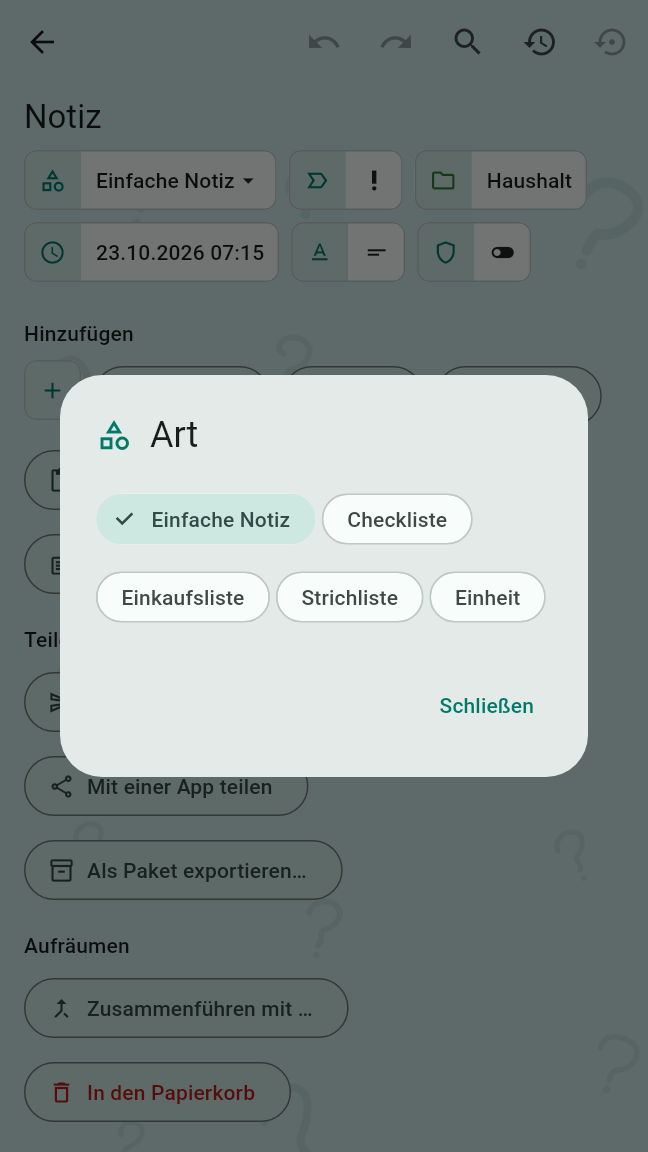 Notiz
Einfache Notiz
Haushalt
23.10.2026 07:15
Hinzufügen
Art
Einfache Notiz
Checkliste
Einkaufsliste
Strichliste
Einheit
Schließen
Mit einer App teilen
Als Paket exportieren...
Aufräumen
Zusammenführen mit ...
In den Papierkorb